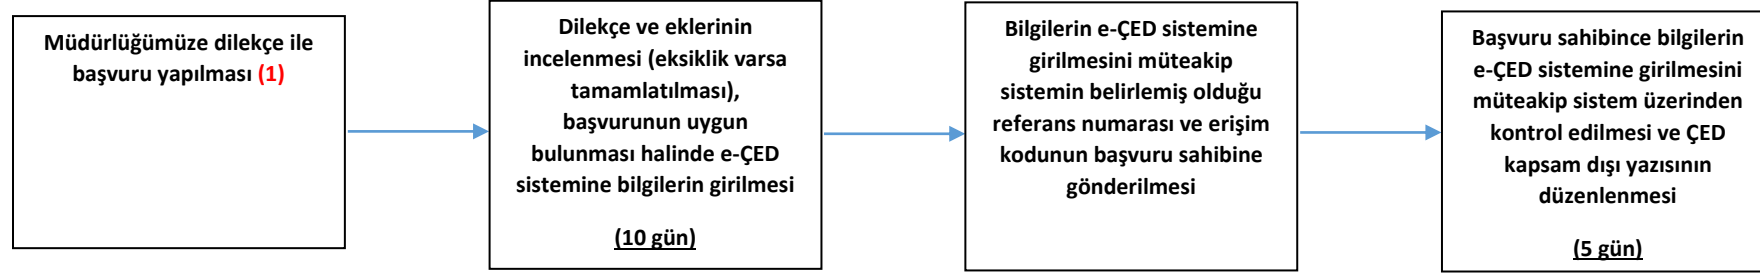 Müdürlüğümüze dilekçe ile
başvuru yapılması (1)
Dilekçe ve eklerinin
incelenmesi (eksiklik varsa
tamamlatılması),
başvurunun uygun
bulunması halinde e-ÇED
sistemine bilgilerin girilmesi
(10 gün)
Bilgilerin e-ÇED sistemine
girilmesini müteakip
sistemin belirlemiş olduğu
referans numarası ve erişim
kodunun başvuru sahibine
gönderilmesi
Başvuru sahibince bilgilerin
e-ÇED sistemine girilmesini
müteakip sistem üzerinden
kontrol edilmesi ve ÇED
kapsam dışı yazısının
düzenlenmesi
(5 gün)